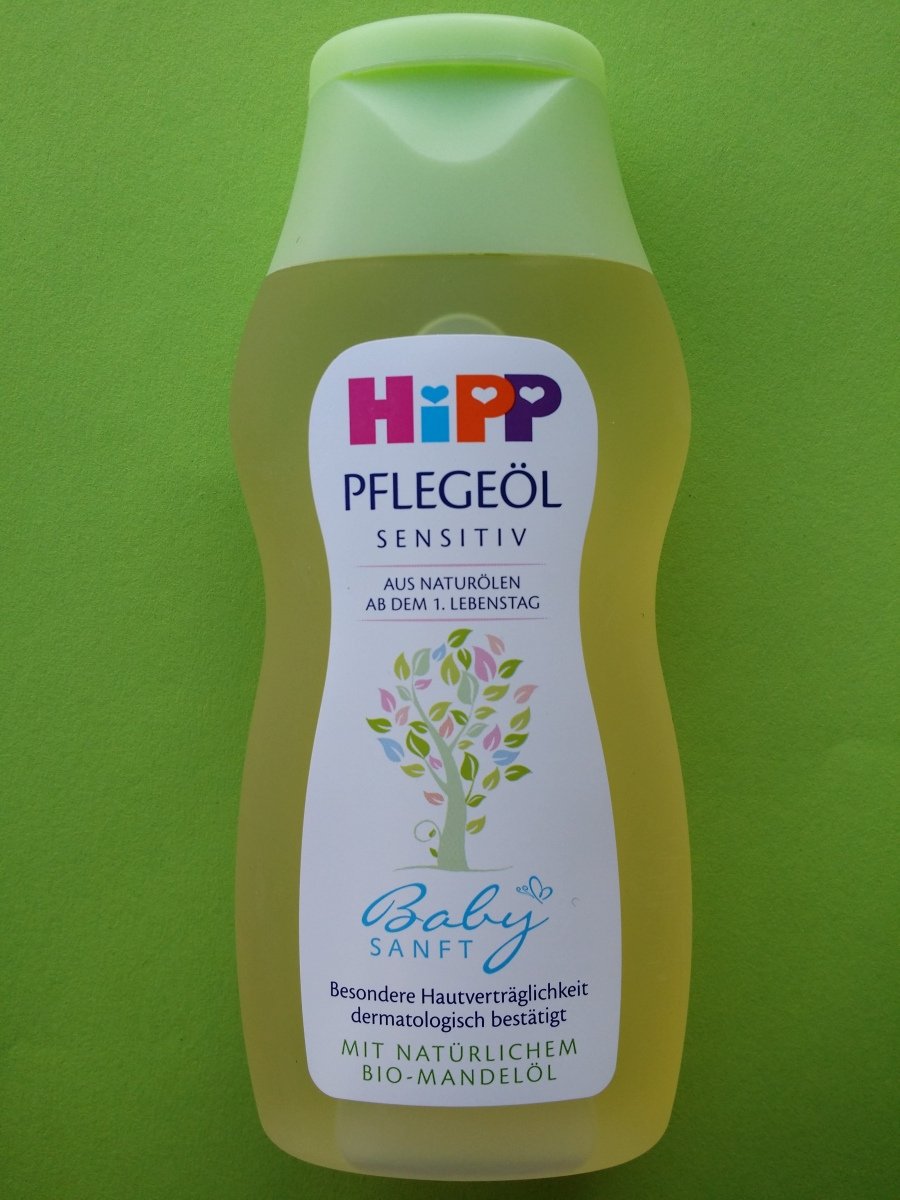 HiPP
PFLEGEÖL
SENSITIV
AUS NATURÖLEN
AB DEM 1. LEBENSTAG
Baby
SANFT
Besondere Hautverträglichkeit
dermatologisch bestätigt
MIT NATÜRLICHEM
BIO-MANDELÖL